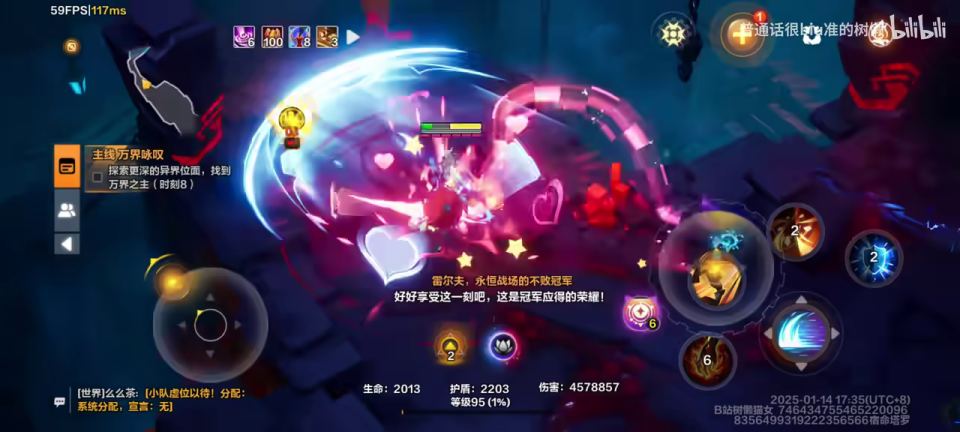 59FPS|117ms
6
100
8
3
1
普通话很biu准的树懒
bilibili
主线 万界咏叹
探索更深的异界位面，找到
万界之主（时刻8）
2
2
雷尔夫，永恒战场的不败冠军
好好享受这一刻吧，这是冠军应得的荣耀！
6
2
6
生命：2013
护盾：2203
伤害：4578857
等级95 (1%)
[世界]么么茶：[小队虚位以待！分配：
系统分配，宣言：无]
2025-01-14 17:35(UTC+8)
B站树懒猫女 746434755465220096
8356499319222356566宿命塔罗